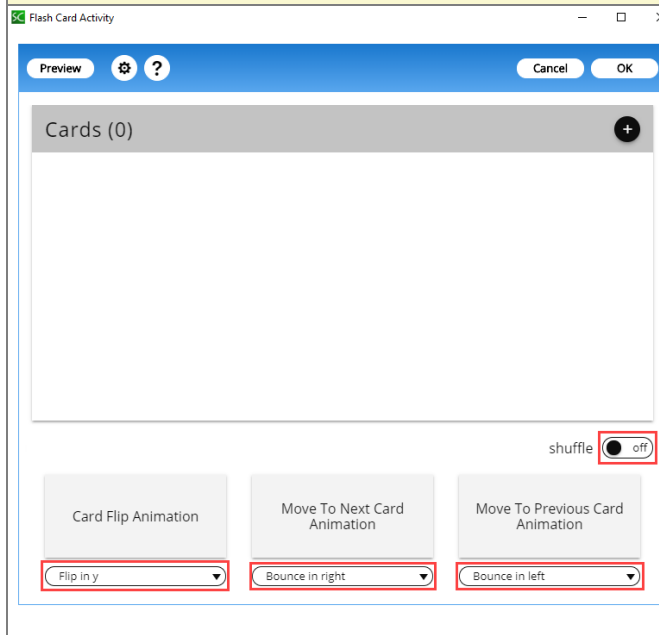 SC Flash Card Activity
Preview ? Cancel OK
Cards (0) +
shuffle off
Card Flip Animation
Move To Next Card
Animation
Move To Previous Card
Animation
Flip in y
Bounce in right
Bounce in left